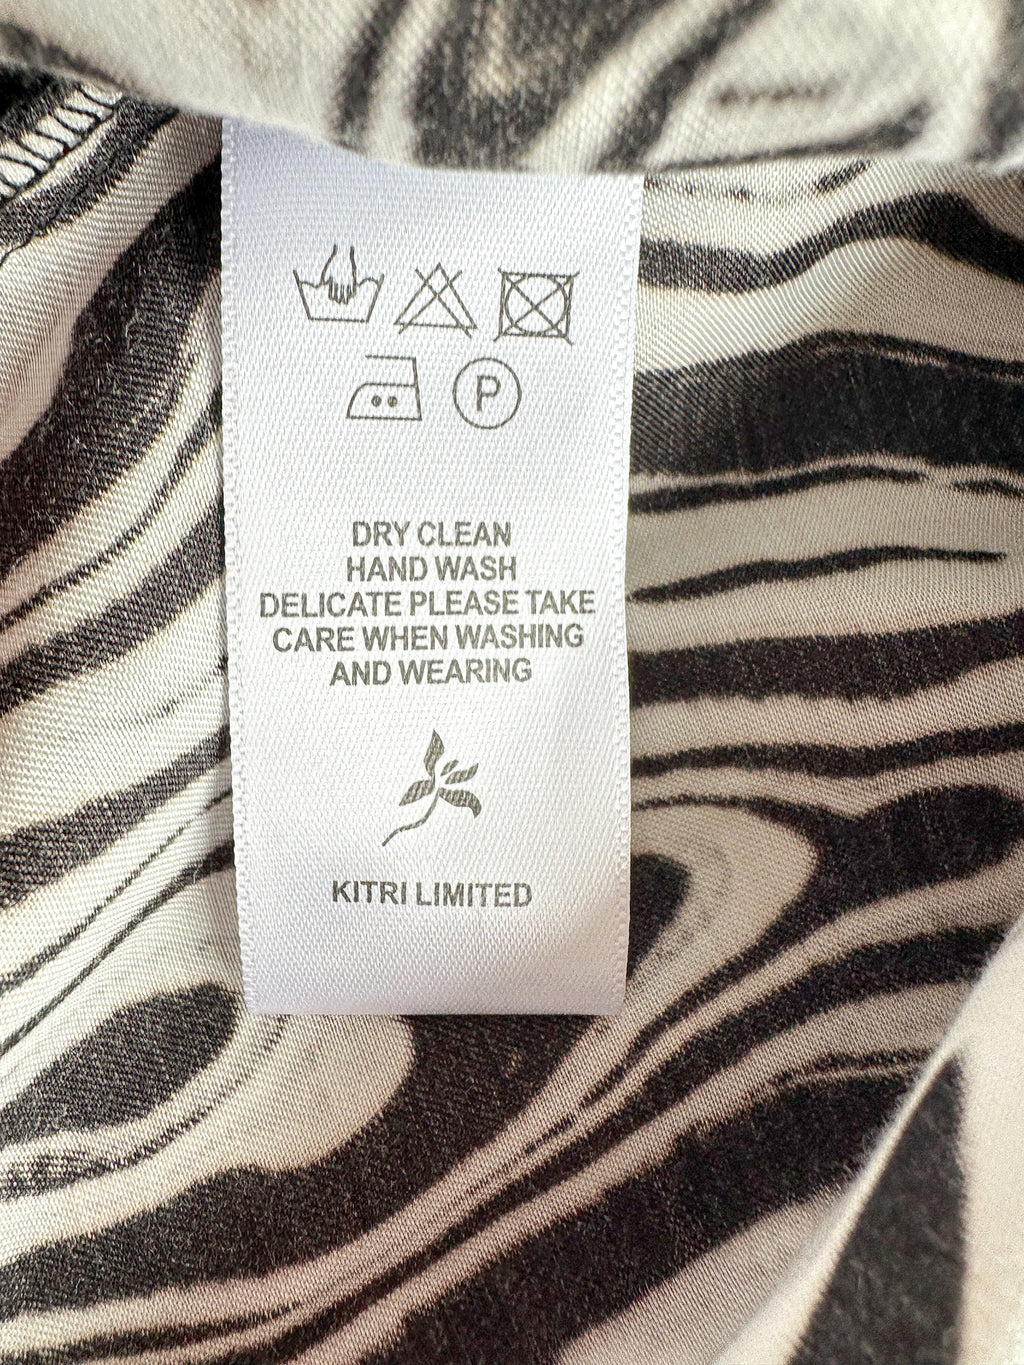 P
DRY CLEAN
HAND WASH
DELICATE PLEASE TAKE
CARE WHEN WASHING
AND WEARING
KITRI LIMITED